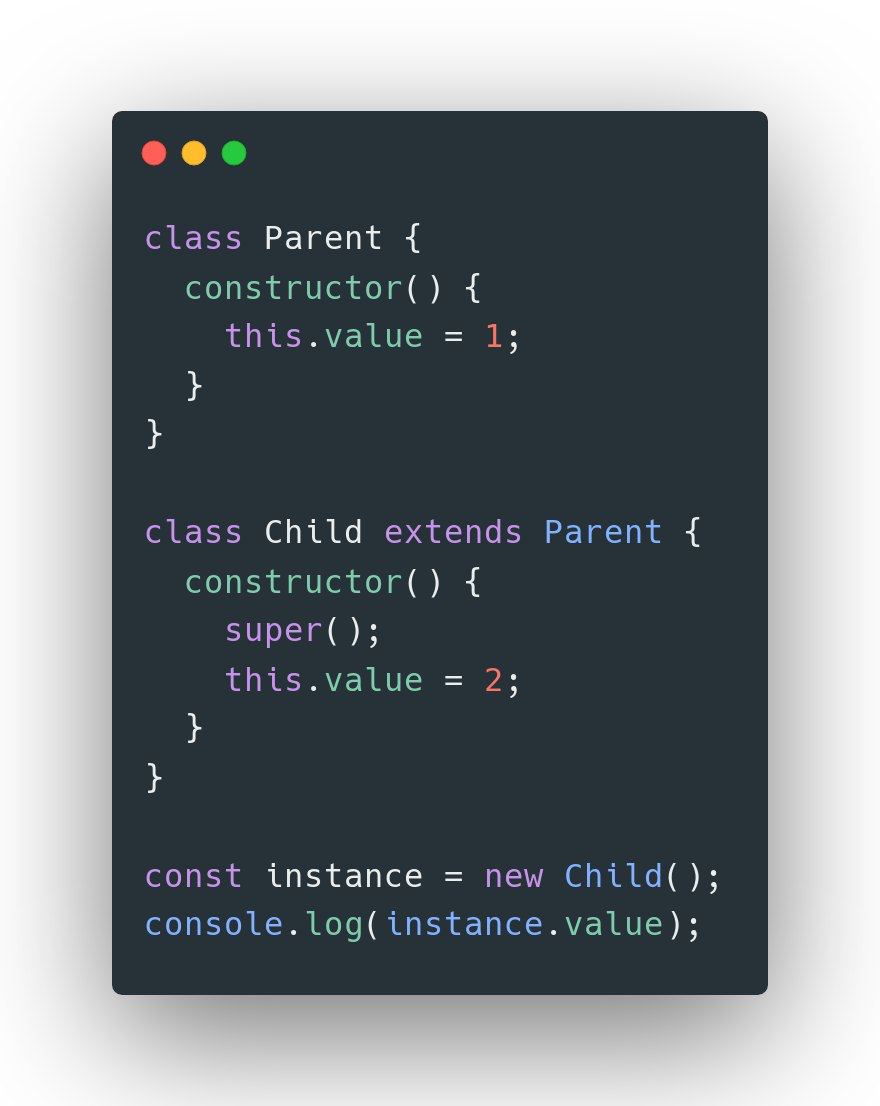 class Parent {
  constructor() {
    this.value = 1;
  }
}

class Child extends Parent {
  constructor() {
    super();
    this.value = 2;
  }
}

const instance = new Child();
console.log(instance.value);